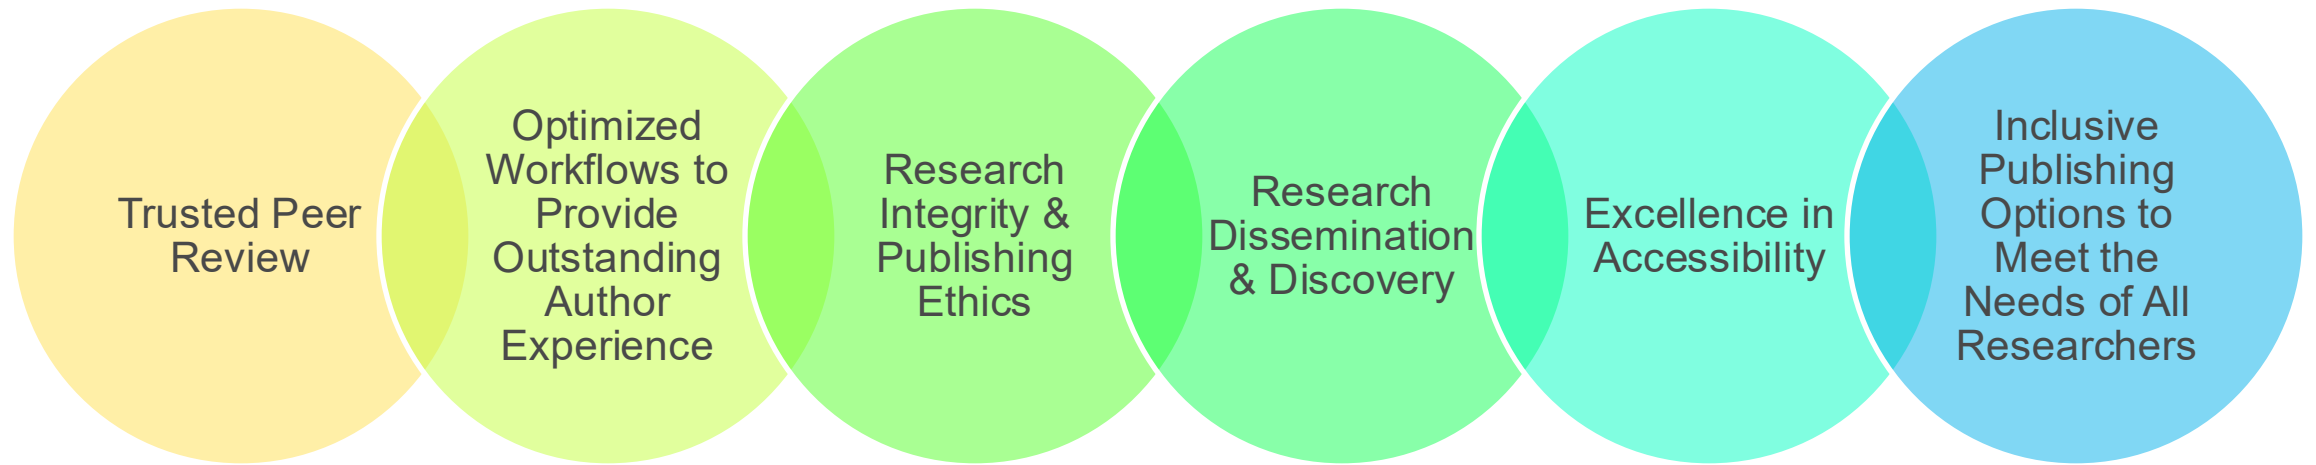 Trusted Peer
Review
Optimized
Workflows to
Provide
Outstanding
Author
Experience
Research
Integrity &
Publishing
Ethics
Research
Dissemination
& Discovery
Excellence in
Accessibility
Inclusive
Publishing
Options to
Meet the
Needs of All
Researchers